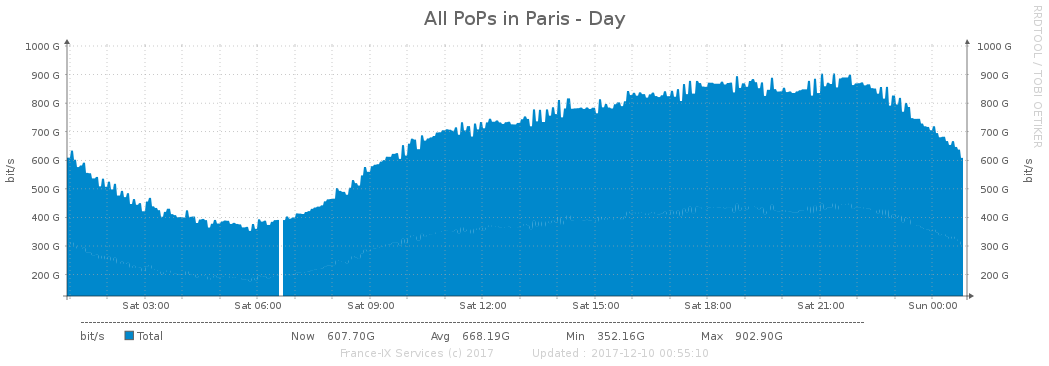 All PoPs in Paris - Day
RRDTOOL / TOBI OETIKER
1000 G 1000 G
900 G 900 G
800 G 800 G
700 G 700 G
600 G 600 G
500 G 500 G
400 G 400 G
300 G 300 G
200 G 200 G
bit/s
bit/s
Sat 03:00 Sat 06:00 Sat 09:00 Sat 12:00 Sat 15:00 Sat 18:00 Sat 21:00 Sun 00:00
bit/s Total Now 607.70G Avg 668.19G Min 352.16G Max 902.90G
France-IX Services (c) 2017 Updated : 2017-12-10 00:55:10